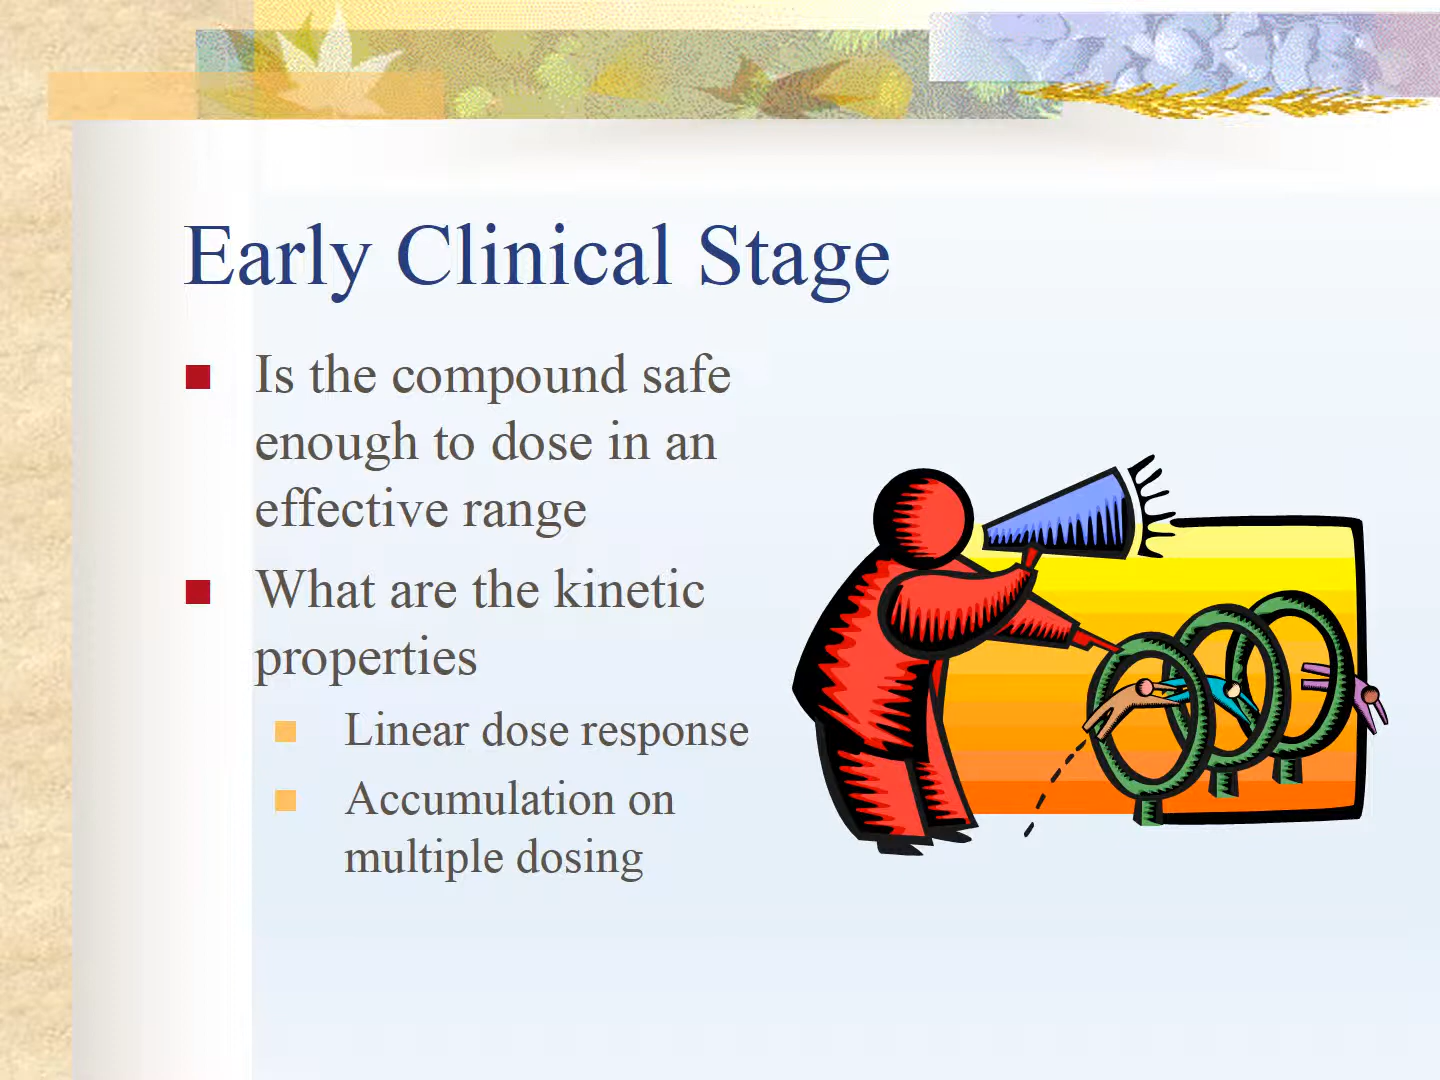 Early Clinical Stage
Is the compound safe
enough to dose in an
effective range
What are the kinetic
properties
Linear dose response
Accumulation on
multiple dosing